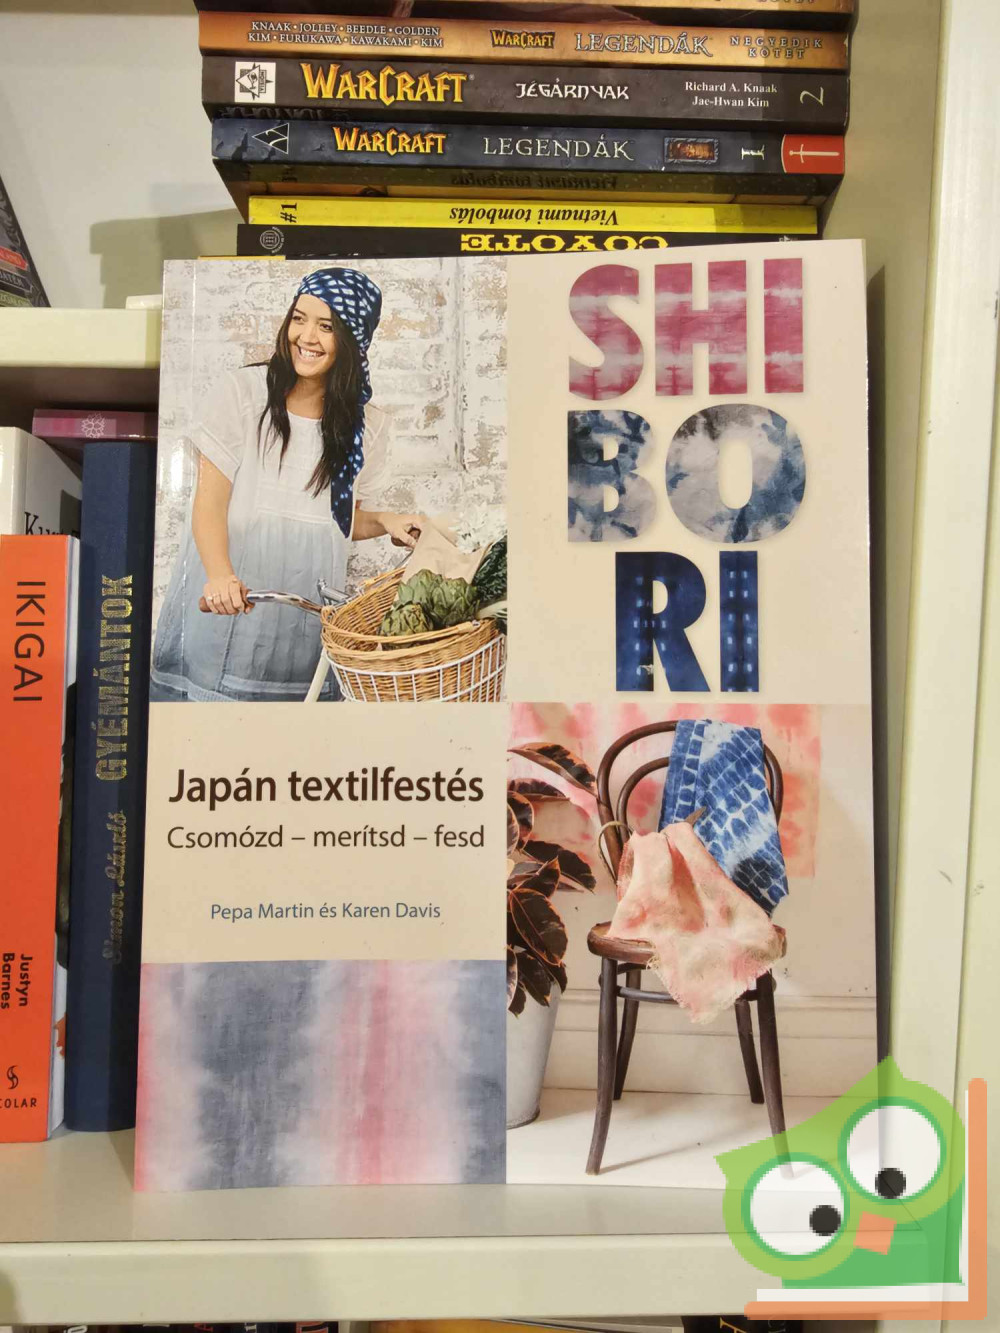 KNAAK • JOLLEY • BEEDLE • GOLDEN
KIM • FURUKAWA • KAWAKAMI • KIM
WARCRAFT
LEGENDÁK
NEGYEDIK
KÖTET
WARCRAFT
JÉGÁRNYAK
Richard A. Knaak
Jae-Hwan Kim
2
WARCRAFT
LEGENDÁK
#1
Vietnami tombolás
COYOTE
SHI
BO
RI
Japán textilfestés
Csomózd – merítsd – fesd
Pepa Martin és Karen Davis
IKIGAI
Justyn
Barnes
GYÉMÁNTOK
Simon László